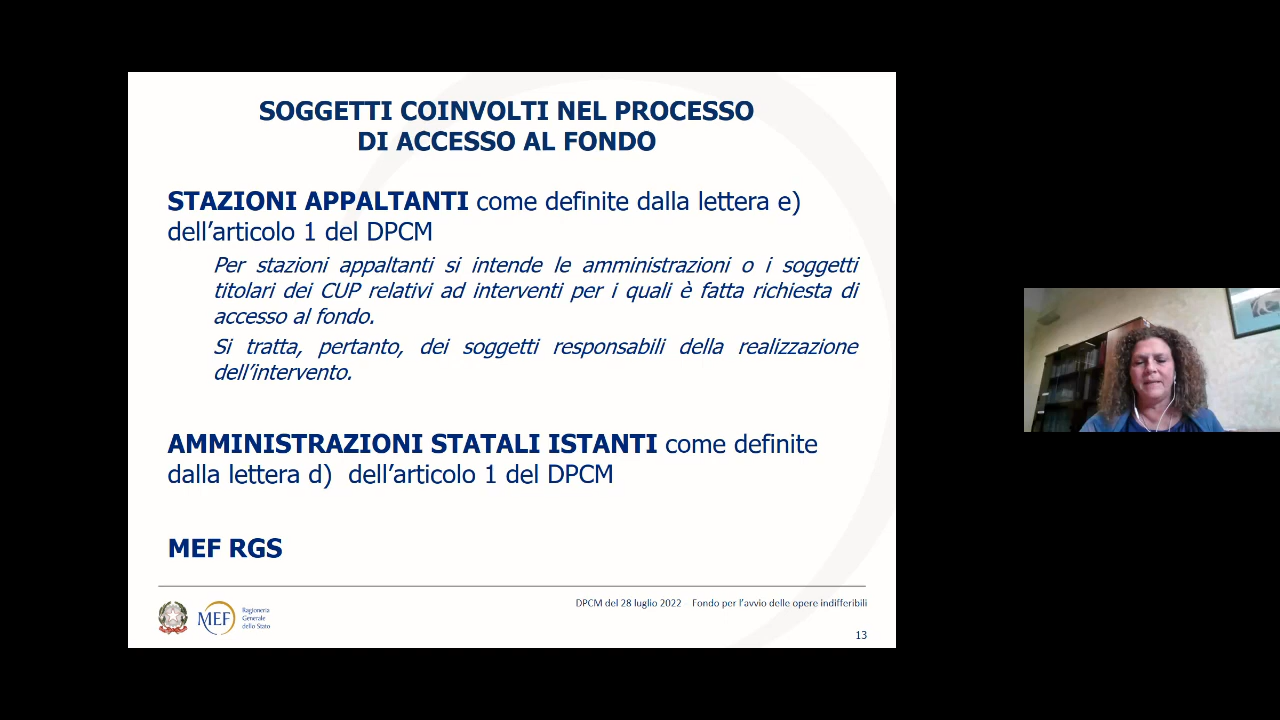 SOGGETTI COINVOLTI NEL PROCESSO
DI ACCESSO AL FONDO
STAZIONI APPALTANTI come definite dalla lettera e)
dell’articolo 1 del DPCM
Per stazioni appaltanti si intende le amministrazioni o i soggetti
titolari dei CUP relativi ad interventi per i quali è fatta richiesta di
accesso al fondo.
Si tratta, pertanto, dei soggetti responsabili della realizzazione
dell’intervento.
AMMINISTRAZIONI STATALI ISTANTI come definite
dalla lettera d) dell’articolo 1 del DPCM
MEF RGS
DPCM del 28 luglio 2022 Fondo per l’avvio delle opere indifferibili
MEF
Ragioneria
Generale
dello Stato
13